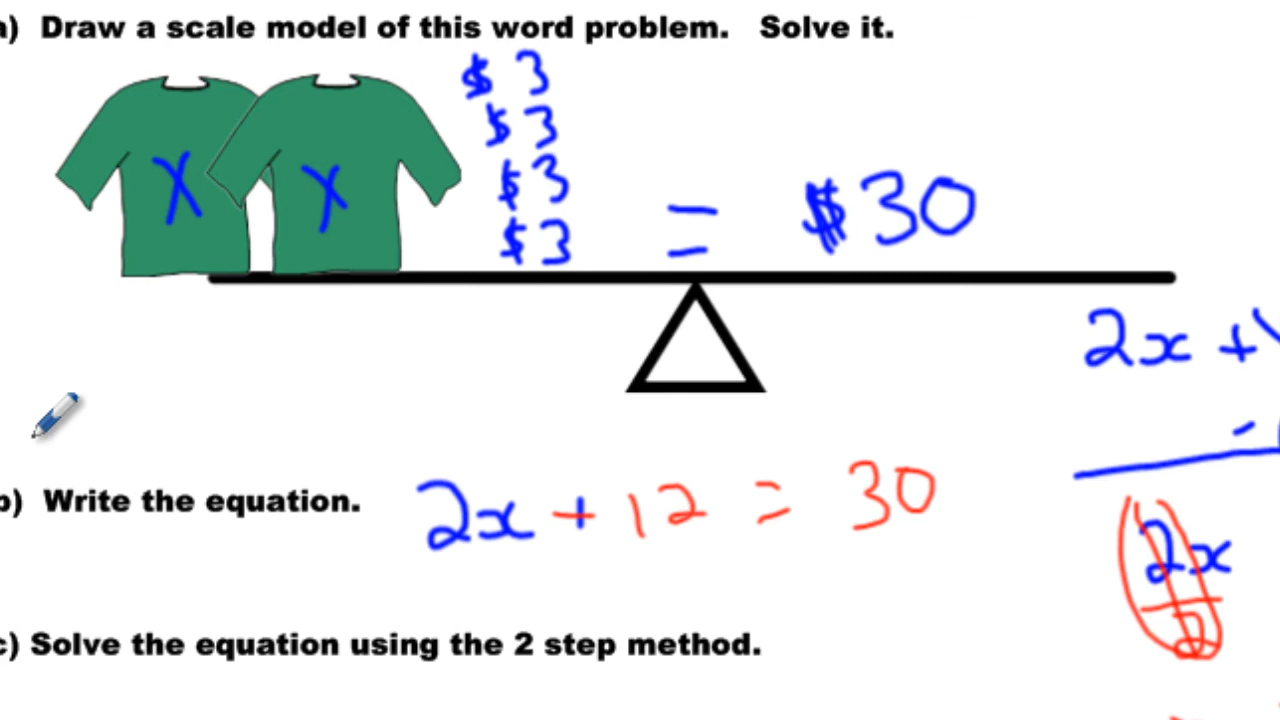 ) Draw a scale model of this word problem. Solve it.
X X
$3
$3
$3
$3
= $30
2x +
-
2x
2
b) Write the equation. 2x + 12 = 30
c) Solve the equation using the 2 step method.